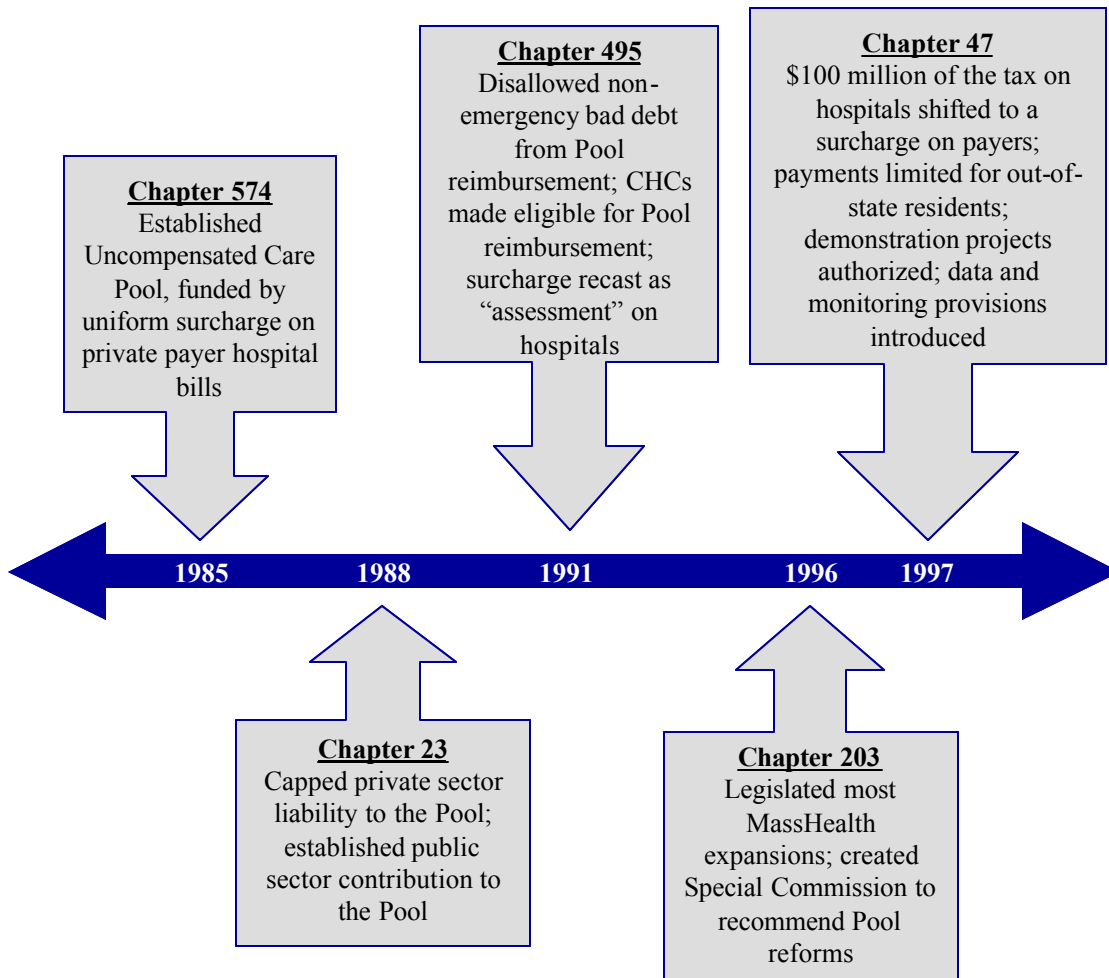 Chapter 574
Established
Uncompensated Care
Pool, funded by
uniform surcharge on
private payer hospital
bills
Chapter 495
Disallowed non-
emergency bad debt
from Pool
reimbursement; CHCs
made eligible for Pool
reimbursement;
surcharge recast as
“assessment” on
hospitals
Chapter 47
$100 million of the tax on
hospitals shifted to a
surcharge on payers;
payments limited for out-of-
state residents;
demonstration projects
authorized; data and
monitoring provisions
introduced
1985 1988 1991 1996 1997
Chapter 23
Capped private sector
liability to the Pool;
established public
sector contribution to
the Pool
Chapter 203
Legislated most
MassHealth
expansions; created
Special Commission to
recommend Pool
reforms